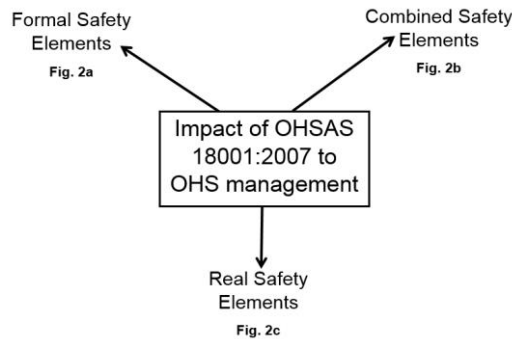 Formal Safety
Elements
Fig. 2a
Combined Safety
Elements
Fig. 2b
Impact of OHSAS
18001:2007 to
OHS management
Real Safety
Elements
Fig. 2c